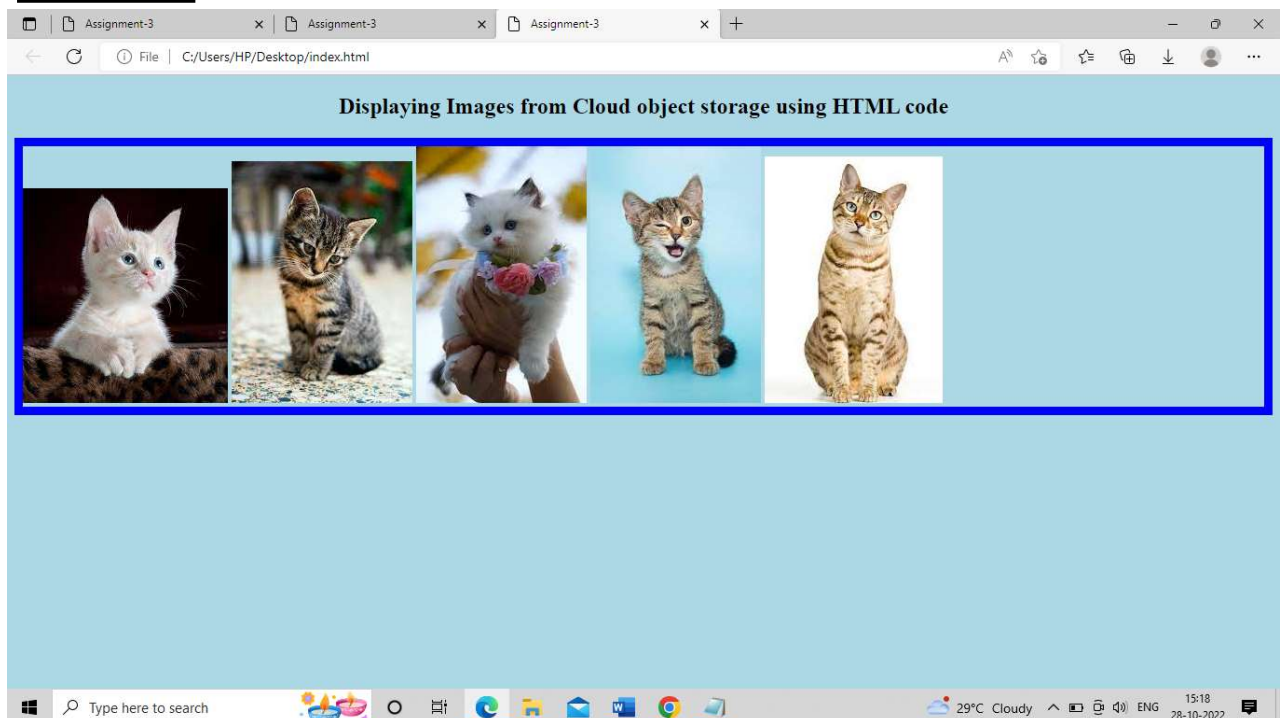 Assignment-3
Assignment-3
Assignment-3
File
C:/Users/HP/Desktop/index.html
Displaying Images from Cloud object storage using HTML code
Type here to search
29°C Cloudy
ENG
15:18
28-10-2022